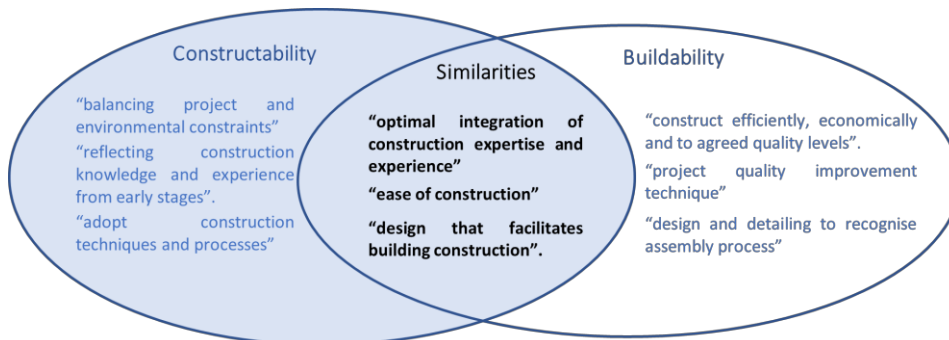 Constructability
“balancing project and
environmental constraints”
“reflecting construction
knowledge and experience
from early stages”.
“adopt construction
techniques and processes”
Similarities
“optimal integration of
construction expertise and
experience”
“ease of construction”
“design that facilitates
building construction”.
Buildability
“construct efficiently, economically
and to agreed quality levels”.
“project quality improvement
technique”
“design and detailing to recognise
assembly process”